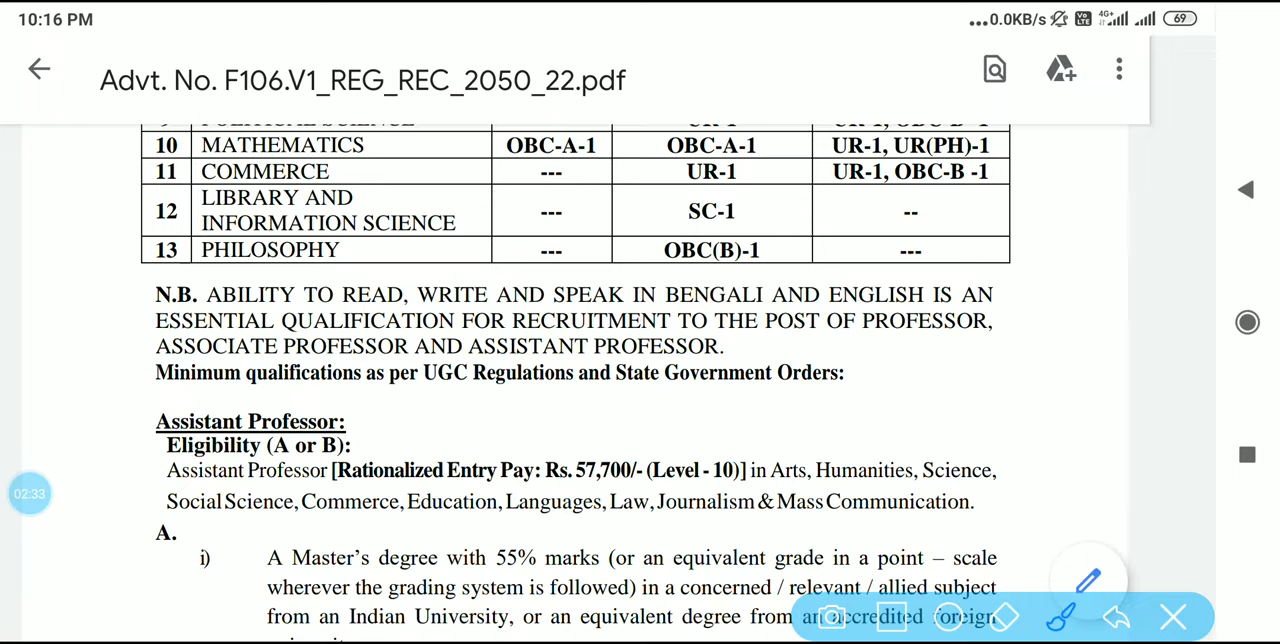 10:16 PM
...0.0KB/s Vo LTE 4G+ 69
Advt. No. F106.V1_REG_REC_2050_22.pdf
10 MATHEMATICS OBC-A-1 OBC-A-1 UR-1, UR(PH)-1
11 COMMERCE --- UR-1 UR-1, OBC-B -1
12 LIBRARY AND
INFORMATION SCIENCE --- SC-1 --
13 PHILOSOPHY --- OBC(B)-1 ---
N.B. ABILITY TO READ, WRITE AND SPEAK IN BENGALI AND ENGLISH IS AN
ESSENTIAL QUALIFICATION FOR RECRUITMENT TO THE POST OF PROFESSOR,
ASSOCIATE PROFESSOR AND ASSISTANT PROFESSOR.
Minimum qualifications as per UGC Regulations and State Government Orders:
Assistant Professor:
Eligibility (A or B):
Assistant Professor [Rationalized Entry Pay: Rs. 57,700/- (Level - 10)] in Arts, Humanities, Science,
02:33
Social Science, Commerce, Education, Languages, Law, Journalism & Mass Communication.
A.
i) A Master's degree with 55% marks (or an equivalent grade in a point – scale
wherever the grading system is followed) in a concerned / relevant / allied subject
from an Indian University, or an equivalent degree from an accredited foreign